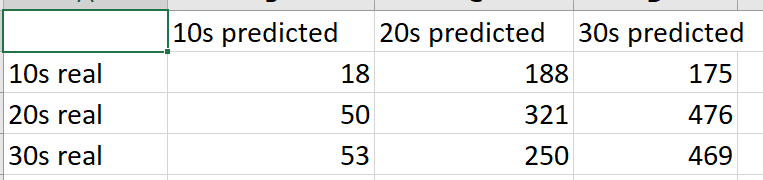 10s predicted 20s predicted 30s predicted
10s real 18 188 175
20s real 50 321 476
30s real 53 250 469